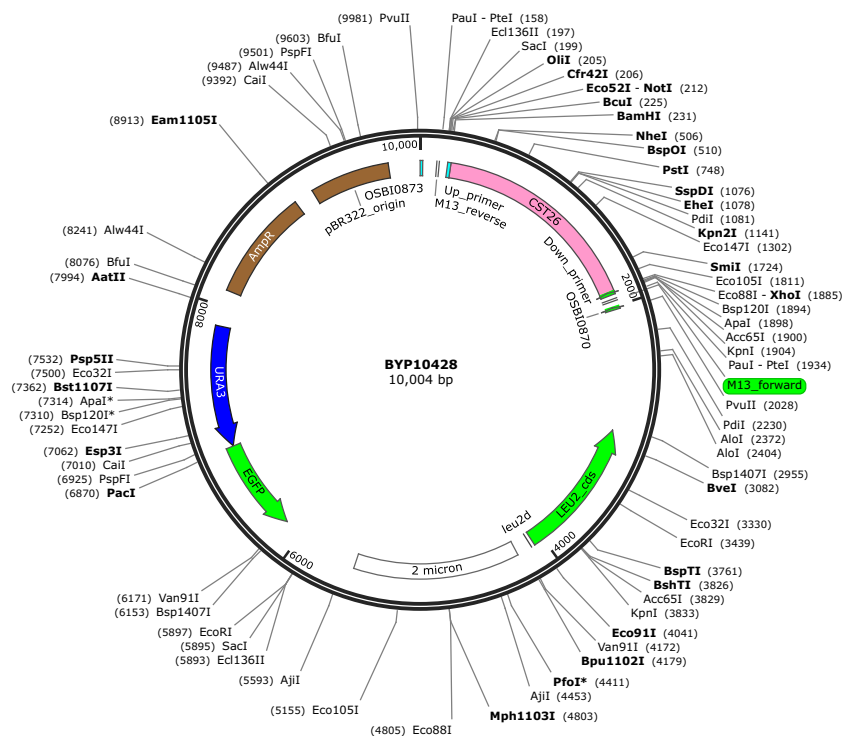 (9981) PvuII
(9603) BfuI
(9501) PspFI
(9487) Alw44I
(9392) CaiI
(8913) Eam1105I
(8241) Alw44I
(8076) BfuI
(7994) AatII
(7532) Psp5II
(7500) Eco32I
(7362) Bst1107I
(7314) ApaI*
(7310) Bsp120I*
(7252) Eco147I
(7062) Esp3I
(7010) CaiI
(6925) PspFI
(6870) PacI
(6171) Van91I
(6153) Bsp1407I
(5897) EcoRI
(5895) SacI
(5893) Ecl136II
(5593) AjiI
(5155) Eco105I
(4805) Eco88I
PauI - PteI (158)
Ecl136II (197)
SacI (199)
OliI (205)
Cfr42I (206)
Eco52I - NotI (212)
BcuI (225)
BamHI (231)
NheI (506)
BspOI (510)
PstI (748)
SspDI (1076)
EheI (1078)
PdiI (1081)
Kpn2I (1141)
Eco147I (1302)
SmiI (1724)
Eco105I (1811)
Eco88I - XhoI (1885)
Bsp120I (1894)
ApaI (1898)
Acc65I (1900)
KpnI (1904)
PauI - PteI (1934)
M13_forward
PvuII (2028)
PdiI (2230)
AloI (2372)
AloI (2404)
Bsp1407I (2955)
BveI (3082)
Eco32I (3330)
EcoRI (3439)
BspTI (3761)
BshTI (3826)
Acc65I (3829)
KpnI (3833)
Eco91I (4041)
Van91I (4172)
Bpu1102I (4179)
PfoI* (4411)
AjiI (4453)
Mph1103I (4803)
10,000
2000
4000
6000
8000
OSBI0873
pBR322_origin
AmpR
URA3
EGFP
2 micron
leu2d
LEU2_cds
OSBI0870
Down_primer
CST26
Up_primer
M13_reverse
BYP10428
10,004 bp